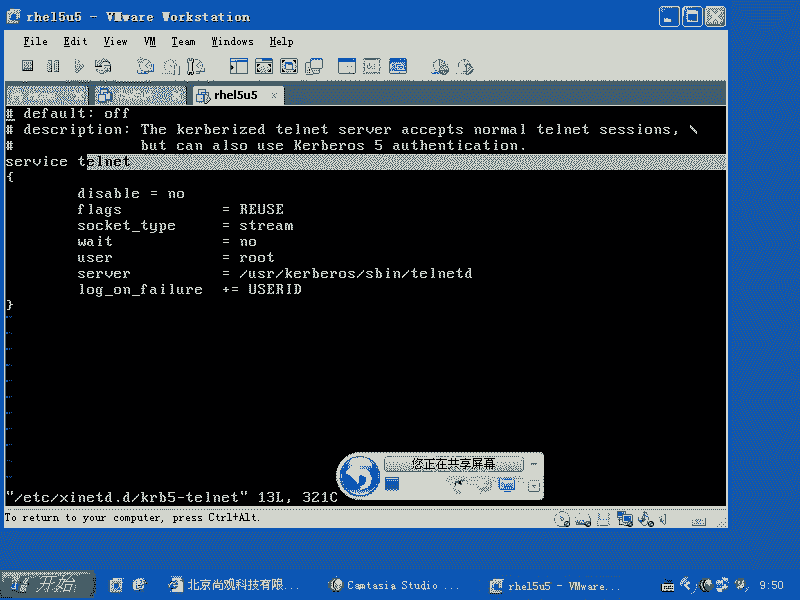 rhel5u5 - VMware Workstation
File Edit View VM Team Windows Help
rhel5u5 ×
# default: off
# description: The kerberized telnet server accepts normal telnet sessions, \
# but can also use Kerberos 5 authentication.
service telnet
{
disable = no
flags = REUSE
socket_type = stream
wait = no
user = root
server = /usr/kerberos/sbin/telnetd
log_on_failure += USERID
}
~
~
~
~
~
~
~
~
~
您正在共享屏幕
"/etc/xinetd.d/krb5-telnet" 13L, 321C
To return to your computer, press Ctrl+Alt.
开始 北京尚观科技有限... Camtasia Studio ... rhel5u5 - VMware... 9:50